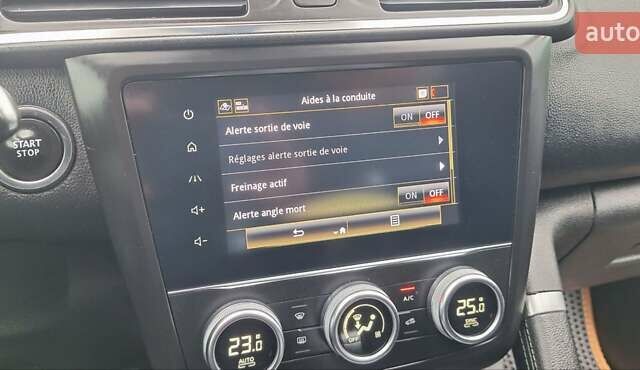 auto
Aides à la conduite
Alerte sortie de voie ON OFF
Réglages alerte sortie de voie
Freinage actif
Alerte angle mort ON OFF
START
STOP
A/C
23.0
AUTO
OFF
25.0